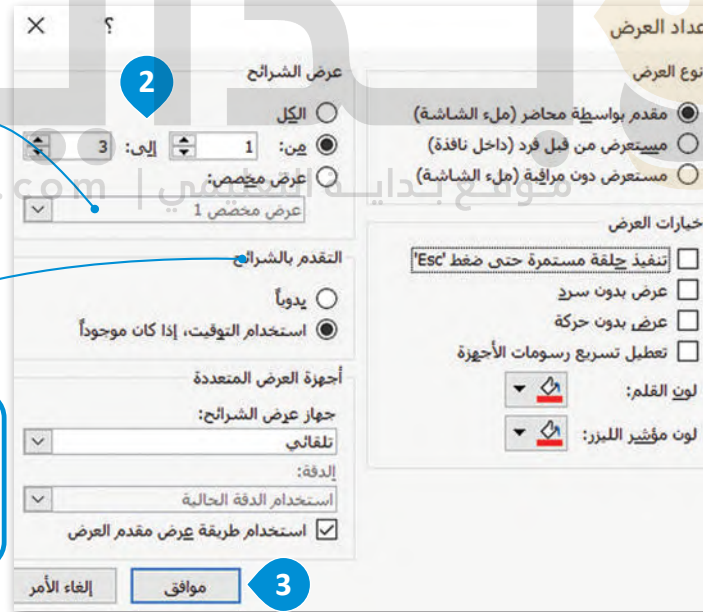 عداد العرض
؟
نوع العرض
مقدم بواسطة محاضر (ملء الشاشة)
مستعرض من قبل فرد (داخل نافذة)
مستعرض دون مراقبة (ملء الشاشة)
خيارات العرض
تنفيذ حلقة مستمرة حتى ضغط 'Esc'
عرض بدون سرد
عرض بدون حركة
تعطيل تسريع رسومات الأجهزة
لون القلم:
لون مؤشر الليزر:
عرض الشرائح
2
الكل
من: 1 إلى: 3
عرض مخصص:
عرض مخصص 1
التقدم بالشرائح
يدوياً
استخدام التوقيت، إذا كان موجوداً
أجهزة العرض المتعددة
جهاز عرض الشرائح:
تلقائي
الدقة:
استخدام الدقة الحالية
استخدام طريقة عرض مقدم العرض
3
موافق
إلغاء الأمر
موقع بداية التعليمي | .com